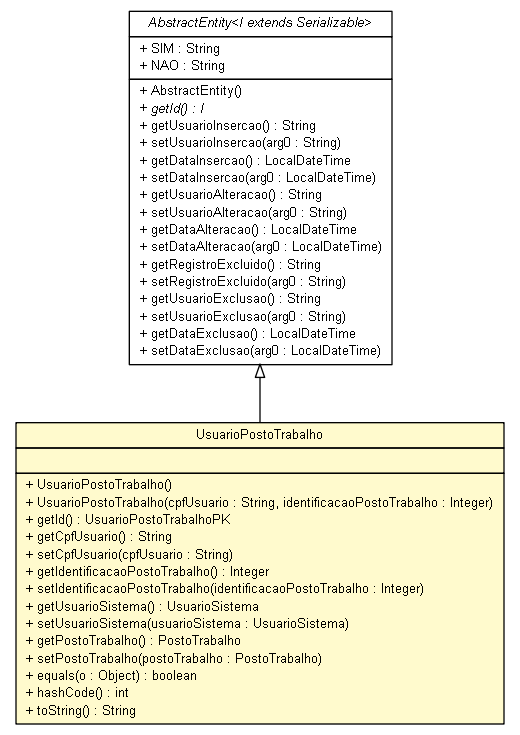 AbstractEntity<I extends Serializable>
+ SIM : String
+ NAO : String
+ AbstractEntity()
+ getId() : I
+ getUsuarioInsercao() : String
+ setUsuarioInsercao(arg0 : String)
+ getDataInsercao() : LocalDateTime
+ setDataInsercao(arg0 : LocalDateTime)
+ getUsuarioAlteracao() : String
+ setUsuarioAlteracao(arg0 : String)
+ getDataAlteracao() : LocalDateTime
+ setDataAlteracao(arg0 : LocalDateTime)
+ getRegistroExcluido() : String
+ setRegistroExcluido(arg0 : String)
+ getUsuarioExclusao() : String
+ setUsuarioExclusao(arg0 : String)
+ getDataExclusao() : LocalDateTime
+ setDataExclusao(arg0 : LocalDateTime)
UsuarioPostoTrabalho
+ UsuarioPostoTrabalho()
+ UsuarioPostoTrabalho(cpfUsuario : String, identificacaoPostoTrabalho : Integer)
+ getId() : UsuarioPostoTrabalhoPK
+ getCpfUsuario() : String
+ setCpfUsuario(cpfUsuario : String)
+ getIdentificacaoPostoTrabalho() : Integer
+ setIdentificacaoPostoTrabalho(identificacaoPostoTrabalho : Integer)
+ getUsuarioSistema() : UsuarioSistema
+ setUsuarioSistema(usuarioSistema : UsuarioSistema)
+ getPostoTrabalho() : PostoTrabalho
+ setPostoTrabalho(postoTrabalho : PostoTrabalho)
+ equals(o : Object) : boolean
+ hashCode() : int
+ toString() : String